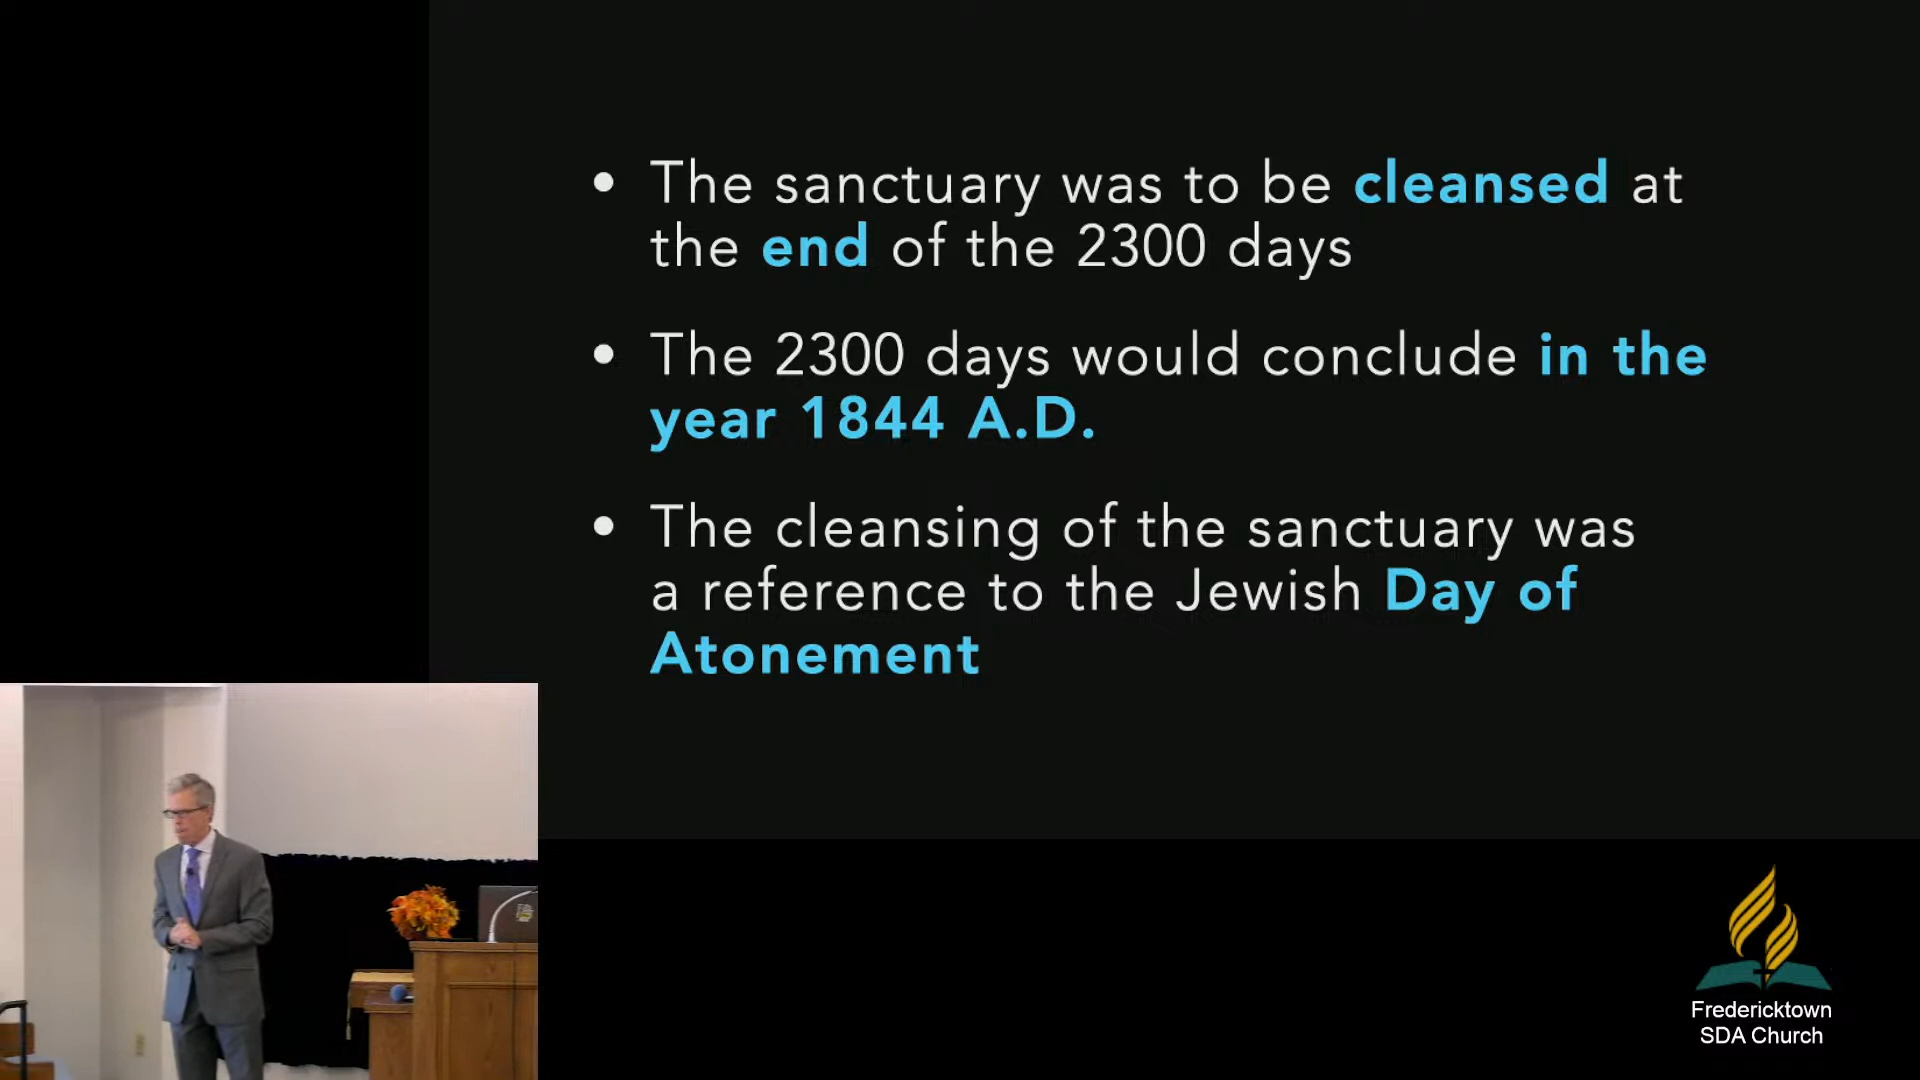 • The sanctuary was to be cleansed at
the end of the 2300 days
• The 2300 days would conclude in the
year 1844 A.D.
• The cleansing of the sanctuary was
a reference to the Jewish Day of
Atonement
Fredericktown
SDA Church